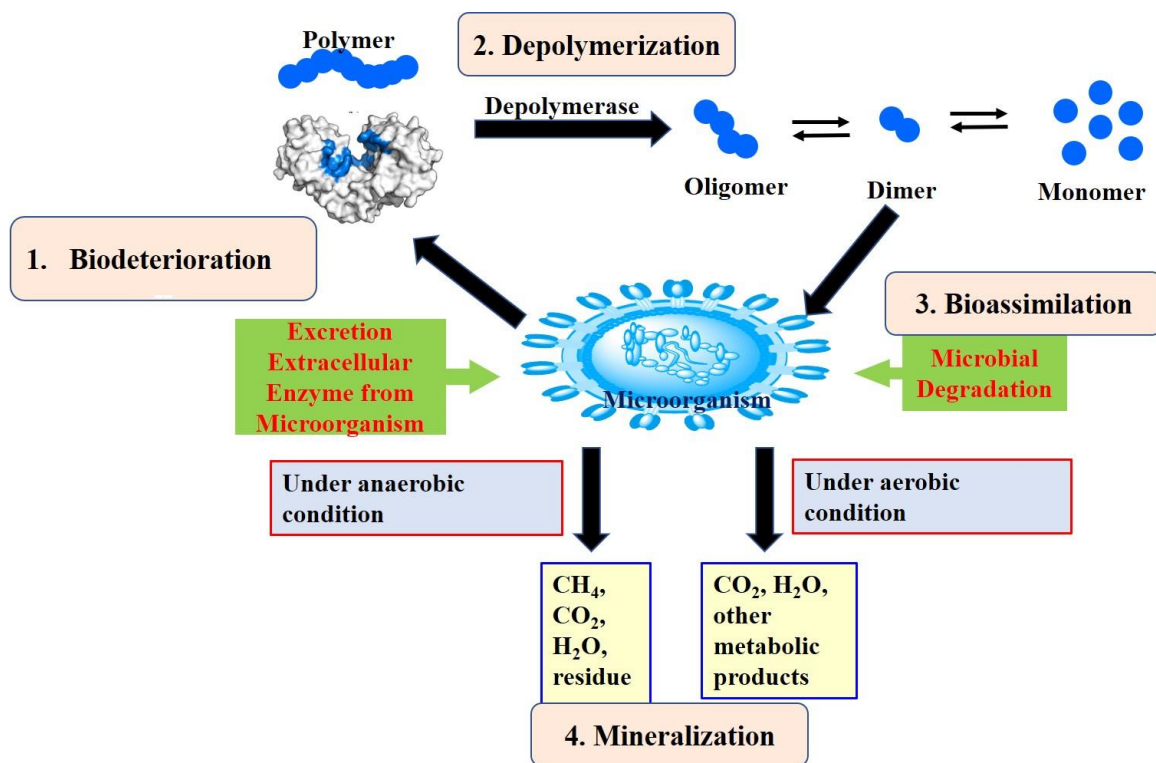 Polymer
2. Depolymerization
Depolymerase
Oligomer
Dimer
Monomer
1. Biodeterioration
3. Bioassimilation
Excretion
Extracellular
Enzyme from
Microorganism
Microorganism
Microbial
Degradation
Under anaerobic
condition
Under aerobic
condition
CH₄,
CO₂,
H₂O,
residue
CO₂, H₂O,
other
metabolic
products
4. Mineralization